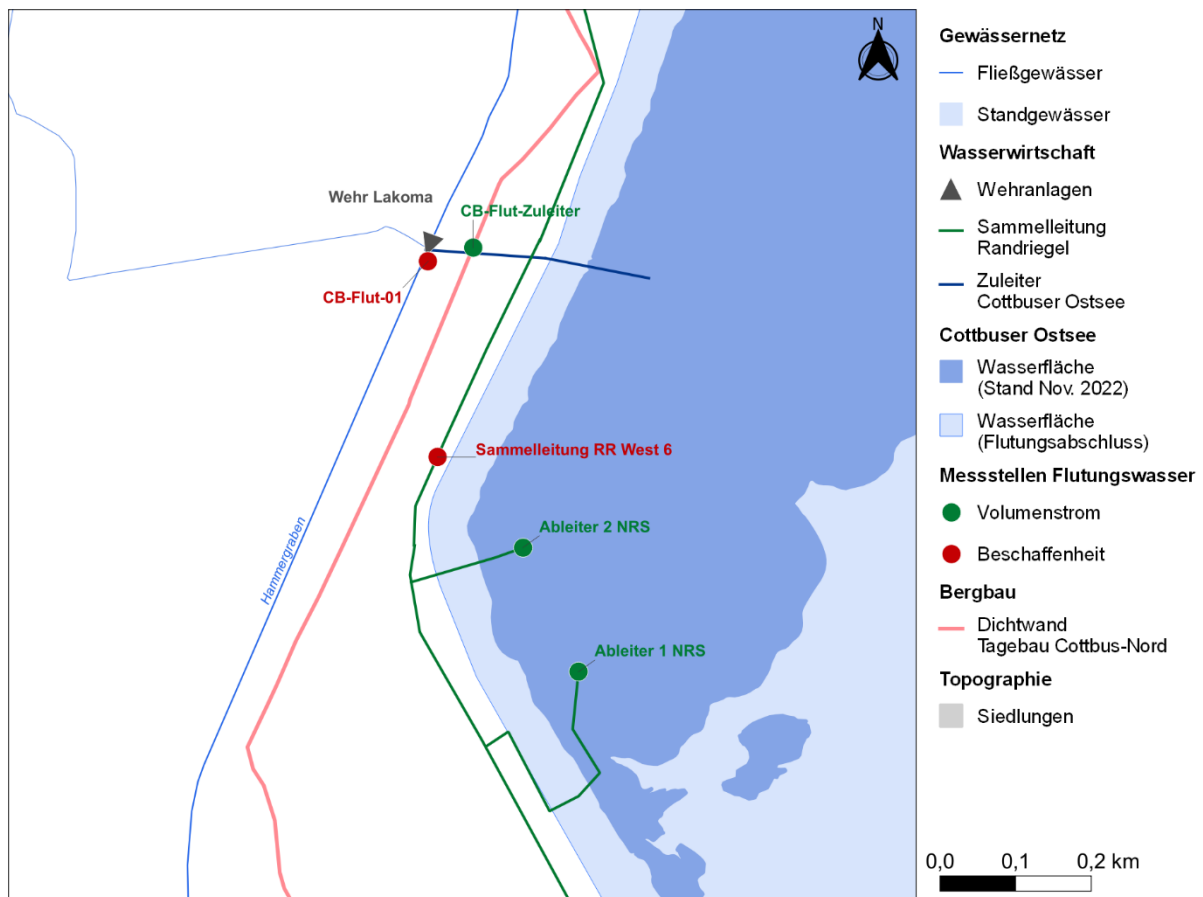 N
Wehr Lakoma
CB-Flut-Zuleiter
CB-Flut-01
Sammelleitung RR West 6
Ableiter 2 NRS
Hammergraben
Ableiter 1 NRS
Gewässernetz
Fließgewässer
Standgewässer
Wasserwirtschaft
Wehranlagen
Sammelleitung
Randriegel
Zuleiter
Cottbuser Ostsee
Cottbuser Ostsee
Wasserfläche
(Stand Nov. 2022)
Wasserfläche
(Flutungsabschluss)
Messstellen Flutungswasser
Volumenstrom
Beschaffenheit
Bergbau
Dichtwand
Tagebau Cottbus-Nord
Topographie
Siedlungen
0,0 0,1 0,2 km